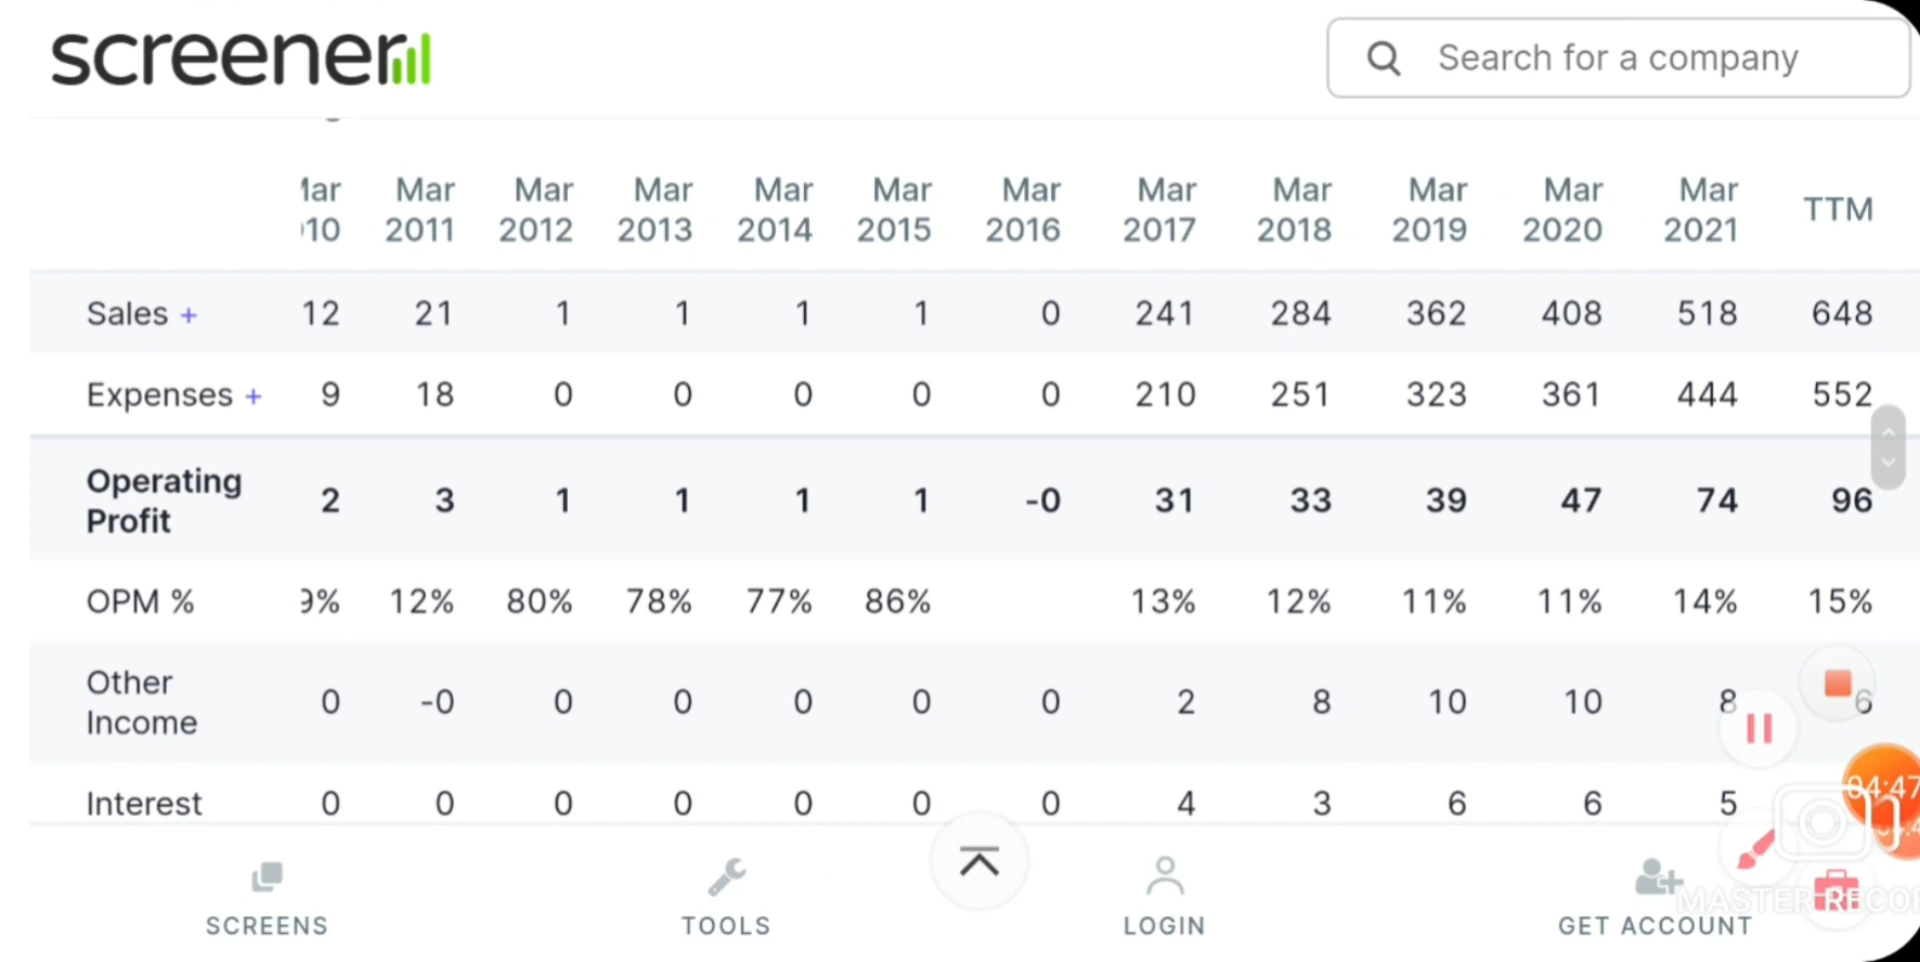 screener
Search for a company
Mar Mar Mar Mar Mar Mar Mar Mar Mar Mar Mar TTM
10 2011 2012 2013 2014 2015 2016 2017 2018 2019 2020 2021
Sales + 12 21 1 1 1 1 0 241 284 362 408 518 648
Expenses + 9 18 0 0 0 0 0 210 251 323 361 444 552
Operating
Profit 2 3 1 1 1 1 -0 31 33 39 47 74 96
OPM % 9% 12% 80% 78% 77% 86% 13% 12% 11% 11% 14% 15%
Other
Income 0 -0 0 0 0 0 0 2 8 10 10 8 6
Interest 0 0 0 0 0 0 0 4 3 6 6 5
04:47
SCREENS TOOLS LOGIN GET ACCOUNT
MASTER RECOR